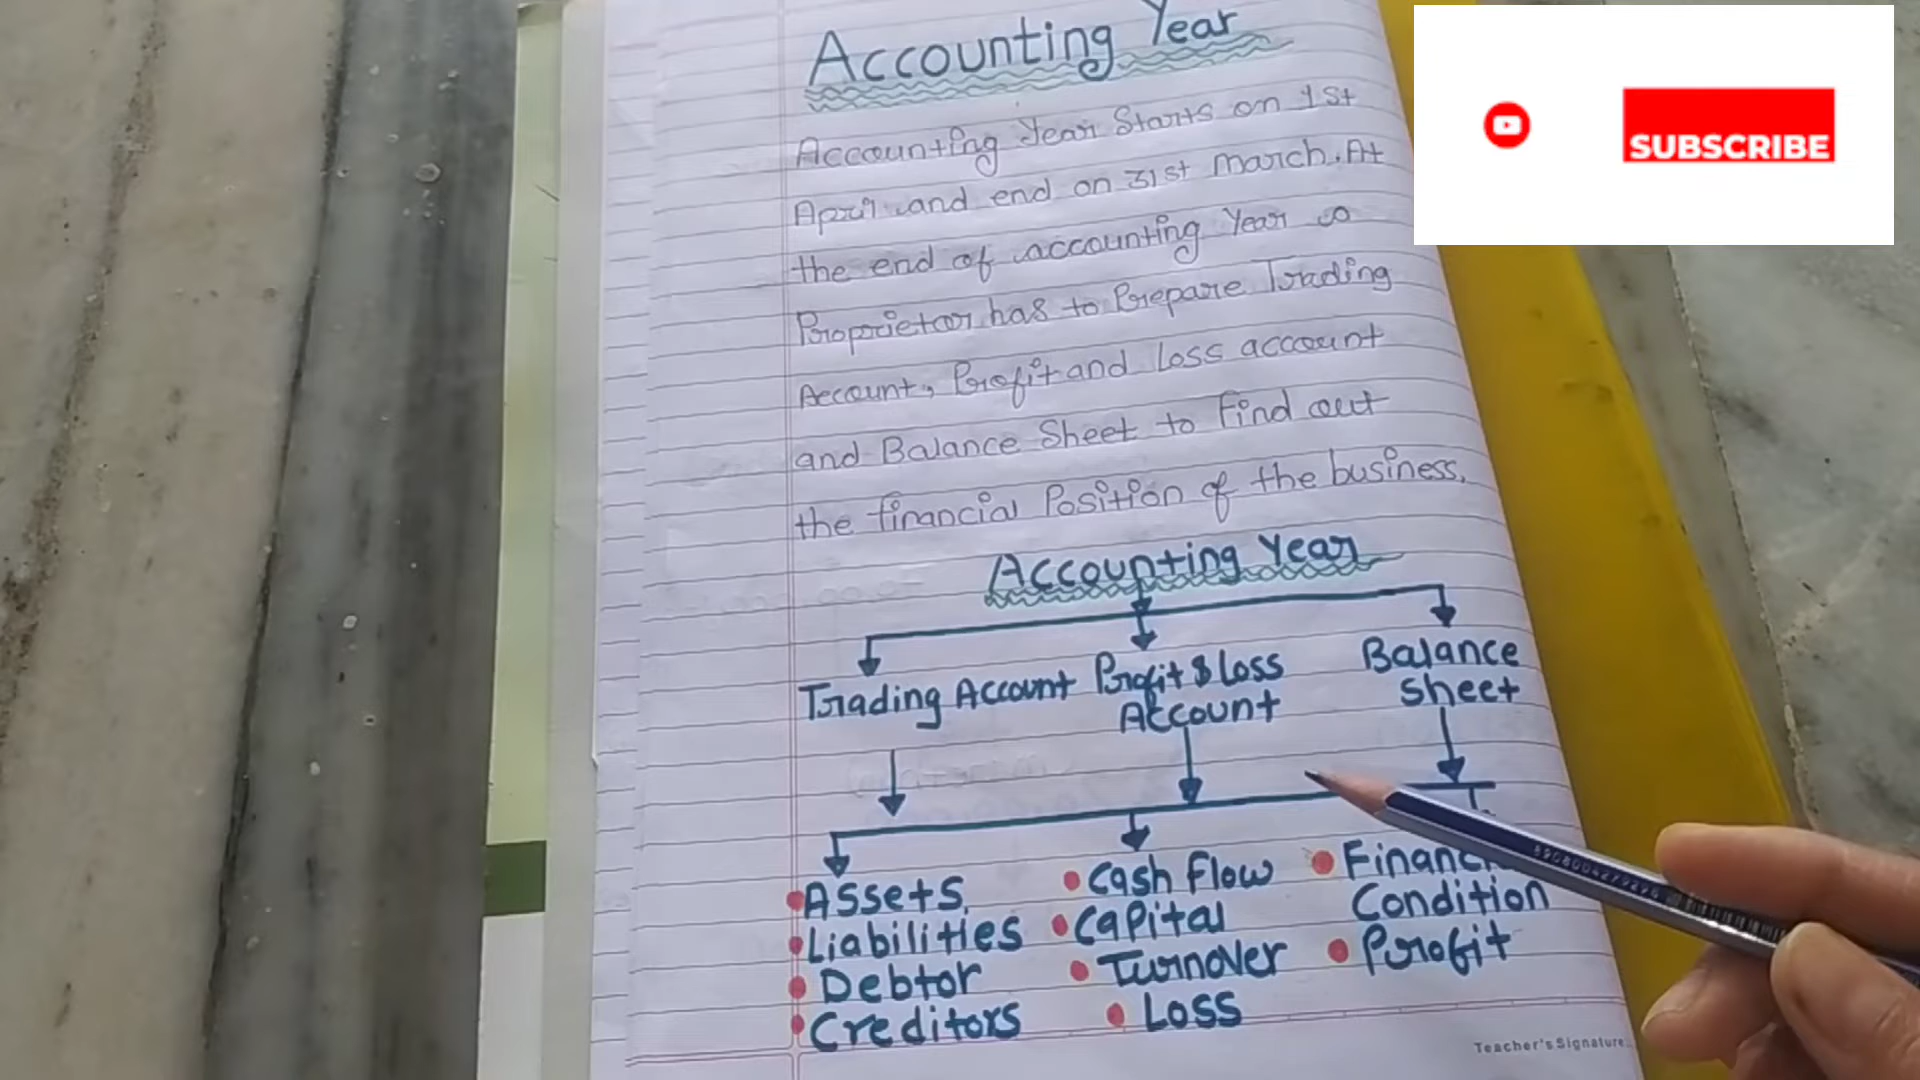 Accounting Year
Accounting Year Starts on 1st
April and end on 31st March. At
the end of accounting Year a
Proprietor has to Prepare Trading
Account, Profit and Loss account
and Balance Sheet to Find out
the financial Position of the business.
Accounting Year
Trading Account
Profit & Loss
Account
Balance
Sheet
Assets
Liabilities
Debtor
Creditors
Cash Flow
Capital
Turnover
Loss
Condition
Profit
Teacher's Signature
SUBSCRIBE